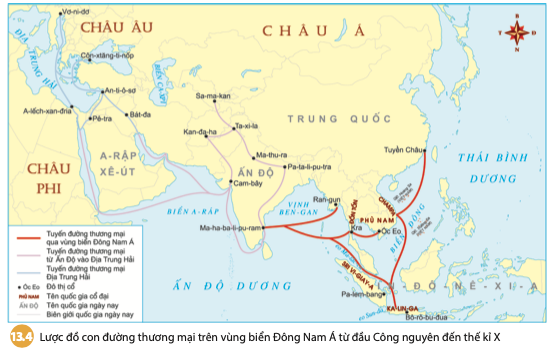 CHÂU ÂU
Vơ-ni-dơ
CHÂU Á
Côn-xtăng-ti-nốp
ĐỊA TRUNG HẢI
BIỂN CA-XPI
An-ti-ô-sơ
Sa-ma-kan
A-lếch-xan-đria
Pê-tra
Bát-đa
Ta-xi-la
Kan-đa-ha
TRUNG QUỐC
Ma-thu-ra
Tuyền Châu
A-RẬP
XÊ-ÚT
ẤN ĐỘ
Pa-ta-li-pu-tra
THÁI BÌNH
DƯƠNG
CHÂU
PHI
Cam-bây
VỊNH
BEN-GAN
Ran-gun
BIỂN A-RẬP
Ma-ha-ba-li-pu-ram
ĐỐN TỐN
PHÙ NAM
CHĂMPA
Kra
Óc Eo
BIỂN ĐÔNG
ẤN ĐỘ DƯƠNG
SRI VI-GIAY-A
Pa-lem-bang
IN-ĐÔ-NÊ-XI-A
KA-LIN-GA
Bô-rô-bu-đua
Tuyến đường thương mại
qua vùng biển Đông Nam Á
Tuyến đường thương mại
từ Ấn Độ vào Địa Trung Hải
Tuyến đường thương mại
Địa Trung Hải
Óc Eo Đô thị cổ
PHÙ NAM Tên quốc gia cổ đại
ẤN ĐỘ Tên quốc gia ngày nay
Biên giới quốc gia ngày nay
13.4 Lược đồ con đường thương mại trên vùng biển Đông Nam Á từ đầu Công nguyên đến thế kỉ X